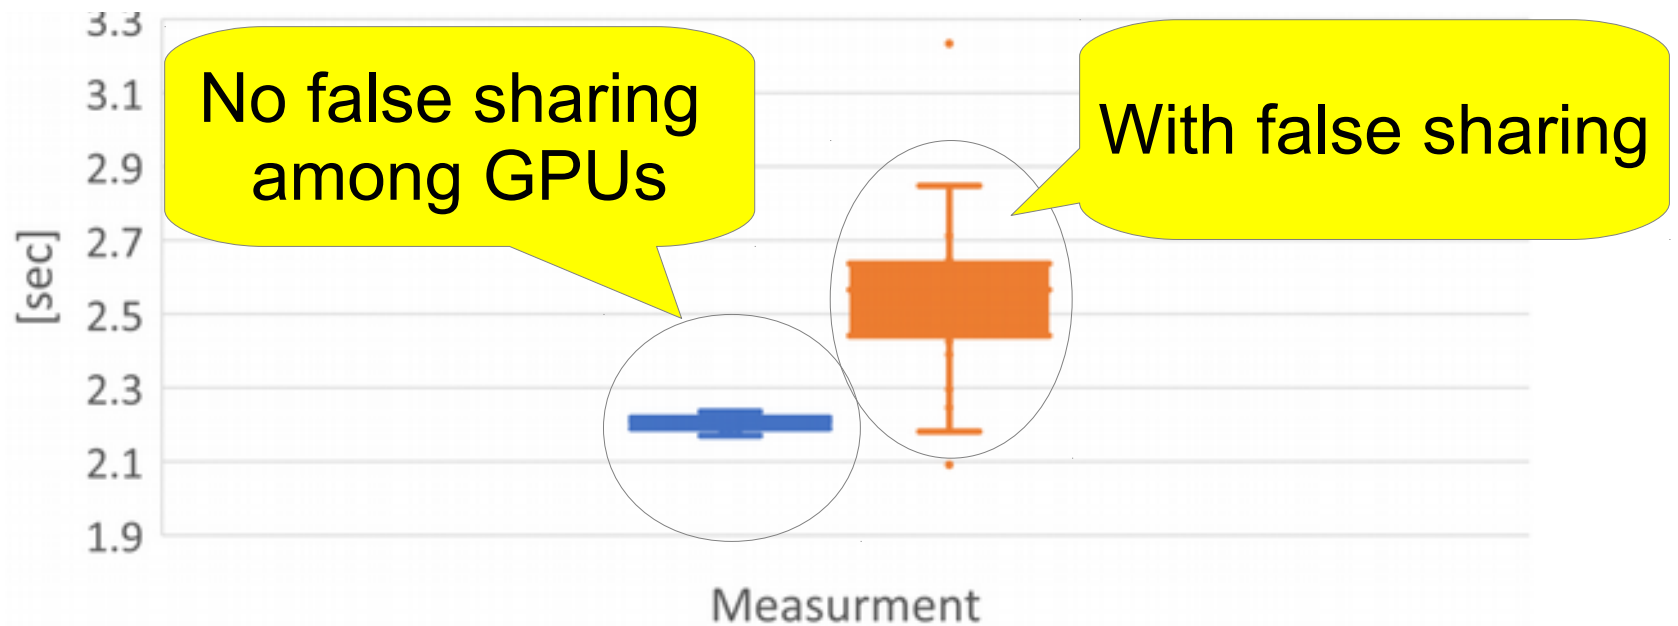 3.3
No false sharing
among GPUs
With false sharing
3.1
2.9
2.7
2.5
2.3
2.1
1.9
[sec]
Measurment